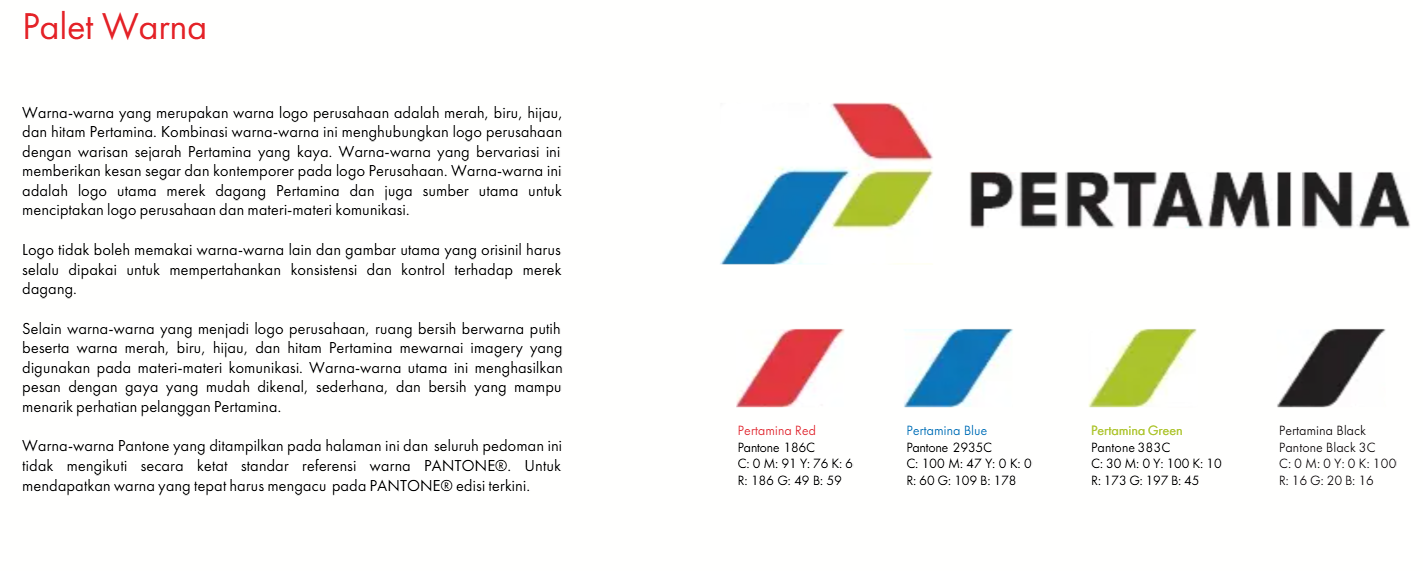 Palet Warna
Warna-warna yang merupakan warna logo perusahaan adalah merah, biru, hijau,
dan hitam Pertamina. Kombinasi warna-warna ini menghubungkan logo perusahaan
dengan warisan sejarah Pertamina yang kaya. Warna-warna yang bervariasi ini
memberikan kesan segar dan kontemporer pada logo Perusahaan. Warna-warna ini
adalah logo utama merek dagang Pertamina dan juga sumber utama untuk
menciptakan logo perusahaan dan materi-materi komunikasi.
Logo tidak boleh memakai warna-warna lain dan gambar utama yang orisinil harus
selalu dipakai untuk mempertahankan konsistensi dan kontrol terhadap merek
dagang.
Selain warna-warna yang menjadi logo perusahaan, ruang bersih berwarna putih
beserta warna merah, biru, hijau, dan hitam Pertamina mewarnai imagery yang
digunakan pada materi-materi komunikasi. Warna-warna utama ini menghasilkan
pesan dengan gaya yang mudah dikenal, sederhana, dan bersih yang mampu
menarik perhatian pelanggan Pertamina.
Warna-warna Pantone yang ditampilkan pada halaman ini dan seluruh pedoman ini
tidak mengikuti secara ketat standar referensi warna PANTONE®. Untuk
mendapatkan warna yang tepat harus mengacu pada PANTONE® edisi terkini.
PERTAMINA
Pertamina Red
Pantone 186C
C: 0 M: 91 Y: 76 K: 6
R: 186 G: 49 B: 59
Pertamina Blue
Pantone 2935C
C: 100 M: 47 Y: 0 K: 0
R: 60 G: 109 B: 178
Pertamina Green
Pantone 383C
C: 30 M: 0 Y: 100 K: 10
R: 173 G: 197 B: 45
Pertamina Black
Pantone Black 3C
C: 0 M: 0 Y: 0 K: 100
R: 16 G: 20 B: 16